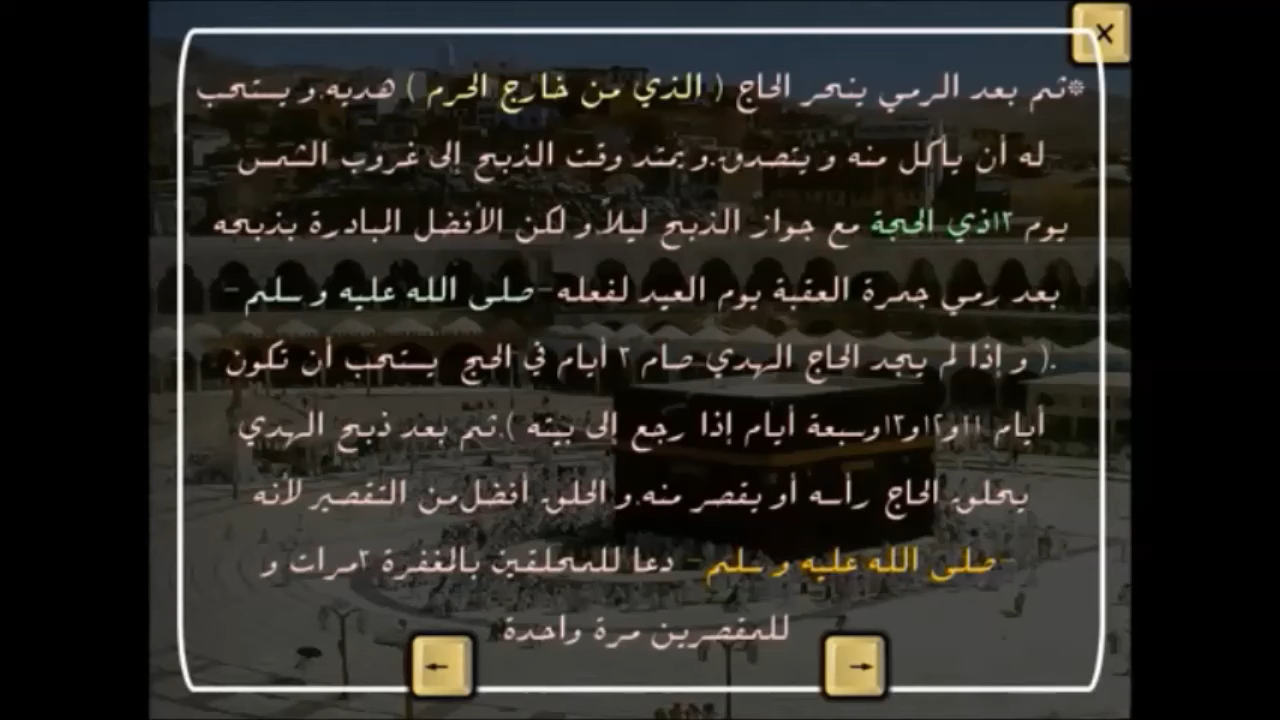 *ثم بعد الرمي ينحر الحاج ( الذي من خارج الحرم ) هديه.و يستحب
له أن يأكل منه و يتصدق.و يمتد وقت الذبح إلى غروب الشمس
يوم ١٣ذي الحجة مع جواز الذبح ليلا.و لكن الأفضل المبادرة بذبحه
بعد رمي جمرة العقبة يوم العيد لفعله-صلى الله عليه و سلم-
.( و إذا لم يجد الحاج الهدي صام ٣ أيام في الحج يستحب أن تكون
أيام ١١و١٢و١٣وسبعة أيام إذا رجع إلى بيته ).ثم بعد ذبح الهدي
يحلق الحاج رأسه أو يقصر منه.و الحلق أفضل من التقصير لأنه
-صلى الله عليه و سلم- دعا للمحلقين بالمغفرة ٣مرات و
للمقصرين مرة واحدة